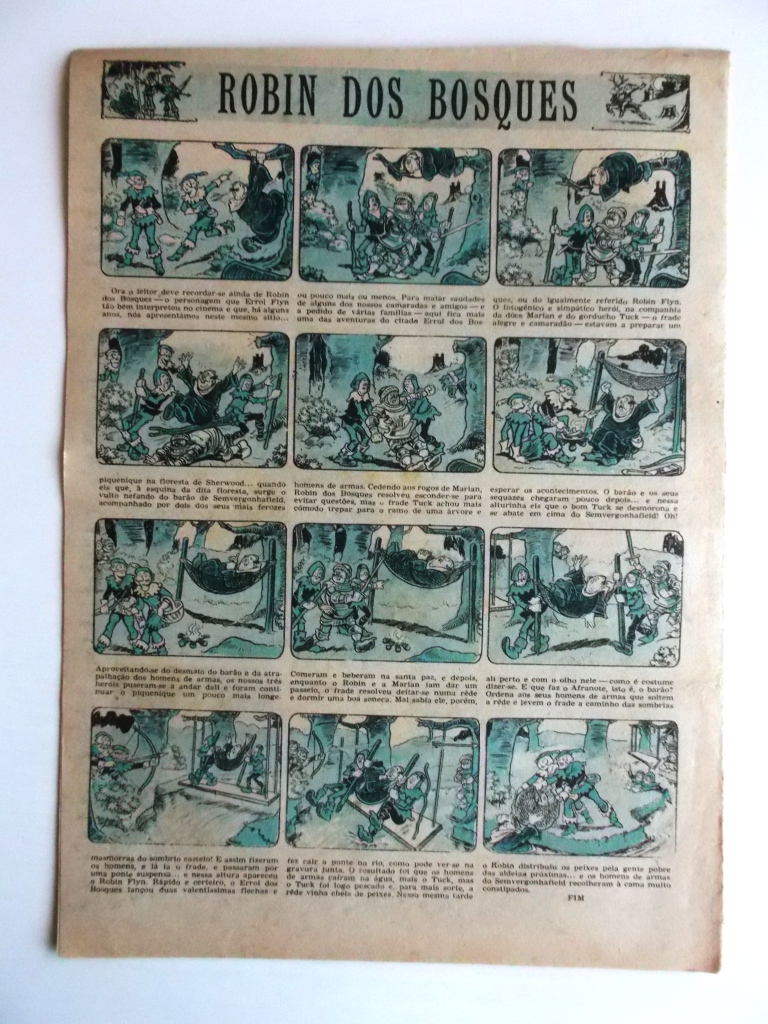 ROBIN DOS BOSQUES
Ora o leitor deve recordar-se ainda de Robin
dos Bosques — o personagem que Errol Flyn
tão bem interpretou no cinema e que, há alguns
anos, nós apresentámos neste mesmo sítio...
ou pouco mais ou menos. Para matar saudades
de alguns dos nossos camaradas e amigos — e
a pedido de várias famílias — aqui fica mais
uma das aventuras do citado Errol dos Bos
ques, ou do igualmente referido Robin Flyn.
O fotogénico e simpático herói, na companhia
da dôce Marian e do gorducho Tuck — o frade
alegre e camaradão — estavam a preparar um
piquenique na floresta de Sherwood... quando
eis que, à esquina da dita floresta, surge o
vulto nefando do barão de Semvergonhafield,
acompanhado por dois dos seus mais ferozes
homens de armas. Cedendo aos rogos de Marian,
Robin dos Bosques resolveu esconder-se para
evitar questões, mas o frade Tuck achou mais
cómodo trepar para o ramo de uma árvore e
esperar os acontecimentos. O barão e os seus
sequazes chegaram pouco depois... e nessa
alturinha eis que o bom Tuck se desmorona e
se abate em cima do Semvergonhafield! Oh!
Aproveitando-se do desmaio do barão e da atra-
palhação dos homens de armas, os nossos três
heróis puseram-se a andar dali e foram conti-
nuar o piquenique um pouco mais longe.
Comeram e beberam na santa paz, e depois,
enquanto o Robin e a Marian iam dar um
passeio, o frade resolveu deitar-se numa rêde
e dormir uma boa soneca. Mal sabia ele, porém,
ali perto e com o olho nele — como é costume
dizer-se. E que faz o Afranote, isto é, o barão?
Ordena aos seus homens de armas que soltem
a rêde e levem o frade a caminho das sombrias
masmorras do sombrio castelo! E assim fizeram
os homens, e lá ia o frade, e passaram por
uma ponte suspensa... e nessa altura apareceu
o Robin Flyn. Rápido e certeiro, o Errol dos
Bosques lançou duas valentíssimas flechas e
fez cair a ponte no rio, como pode ver-se na
gravura junta. O resultado foi que os homens
de armas caíram na água, mais o Tuck, mas
o Tuck foi logo pescado e, para mais sorte, a
rêde vinha cheia de peixes. Nessa mesma tarde
o Robin distribuiu os peixes pela gente pobre
das aldeias próximas... e os homens de armas
do Semvergonhafield recolheram à cama muito
constipados.
FIM